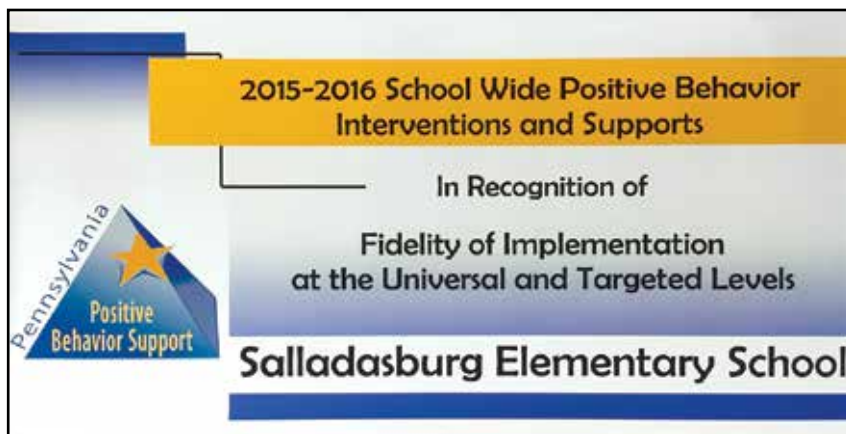 2015-2016 School Wide Positive Behavior
Interventions and Supports
In Recognition of
Fidelity of Implementation
at the Universal and Targeted Levels
Pennsylvania
Positive
Behavior Support
Salladasburg Elementary School